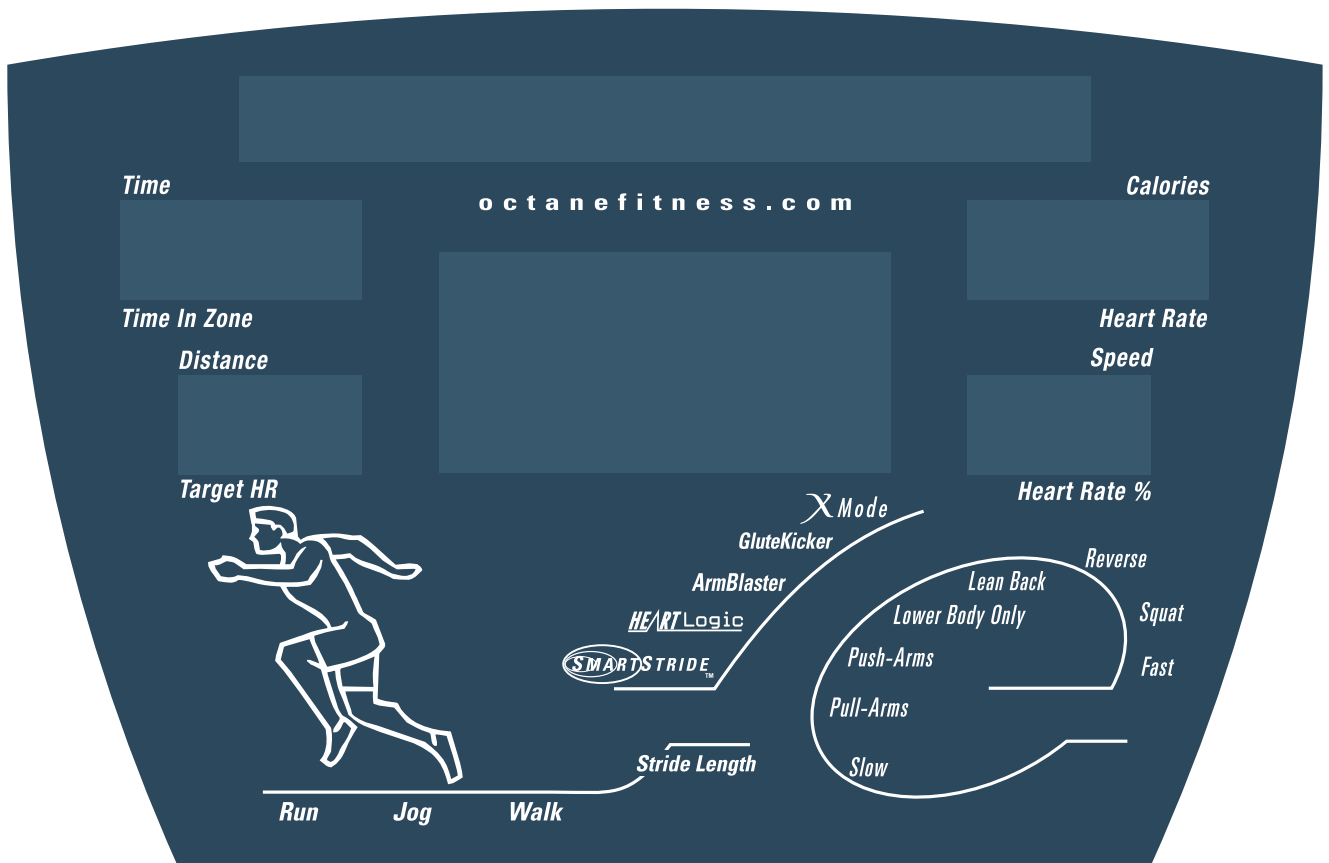 Time
octanefitness.com
Calories
Time In Zone
Heart Rate
Distance
Speed
Target HR
Heart Rate %
X Mode
GluteKicker
ArmBlaster
HEART Logic
SMARTSTRIDE™
Reverse
Lean Back
Lower Body Only
Squat
Push-Arms
Fast
Pull-Arms
Slow
Stride Length
Run Jog Walk